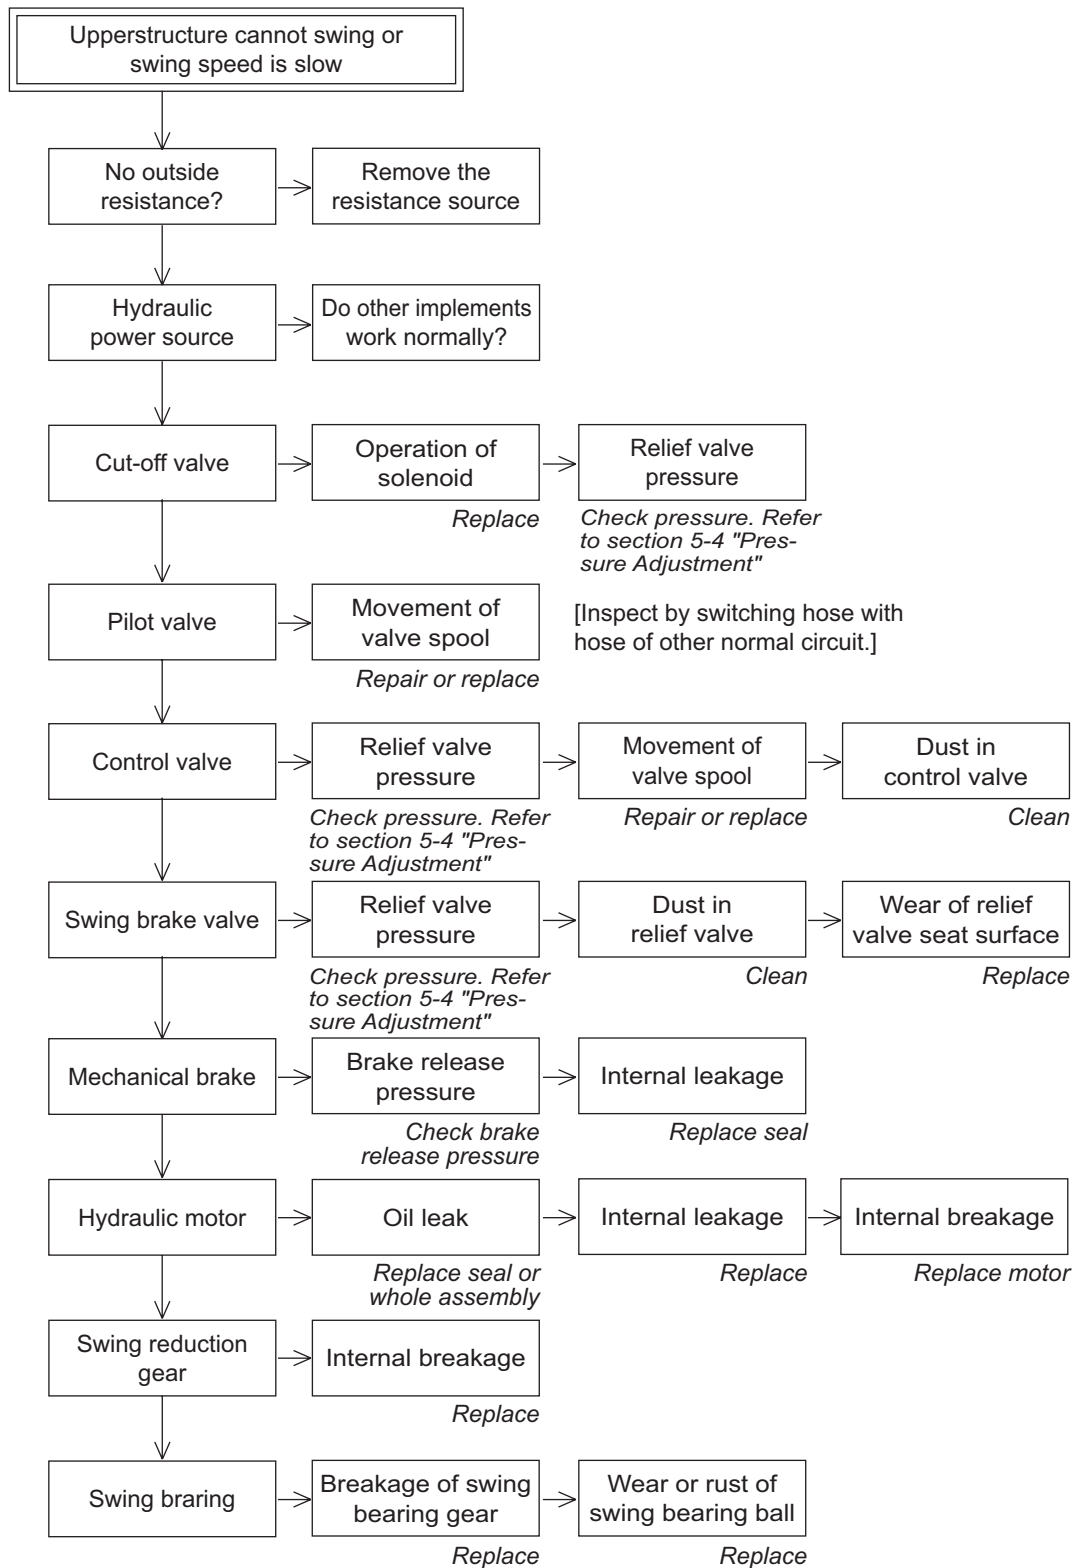 Upperstructure cannot swing or
swing speed is slow
No outside
resistance?
Remove the
resistance source
Hydraulic
power source
Do other implements
work normally?
Cut-off valve
Operation of
solenoid
Replace
Relief valve
pressure
Check pressure. Refer
to section 5-4 "Pres-
sure Adjustment"
Pilot valve
Movement of
valve spool
Repair or replace
[Inspect by switching hose with
hose of other normal circuit.]
Control valve
Relief valve
pressure
Check pressure. Refer
to section 5-4 "Pres-
sure Adjustment"
Movement of
valve spool
Repair or replace
Dust in
control valve
Clean
Swing brake valve
Relief valve
pressure
Check pressure. Refer
to section 5-4 "Pres-
sure Adjustment"
Dust in
relief valve
Clean
Wear of relief
valve seat surface
Replace
Mechanical brake
Brake release
pressure
Check brake
release pressure
Internal leakage
Replace seal
Hydraulic motor
Oil leak
Replace seal or
whole assembly
Internal leakage
Replace
Internal breakage
Replace motor
Swing reduction
gear
Internal breakage
Replace
Swing braring
Breakage of swing
bearing gear
Replace
Wear or rust of
swing bearing ball
Replace